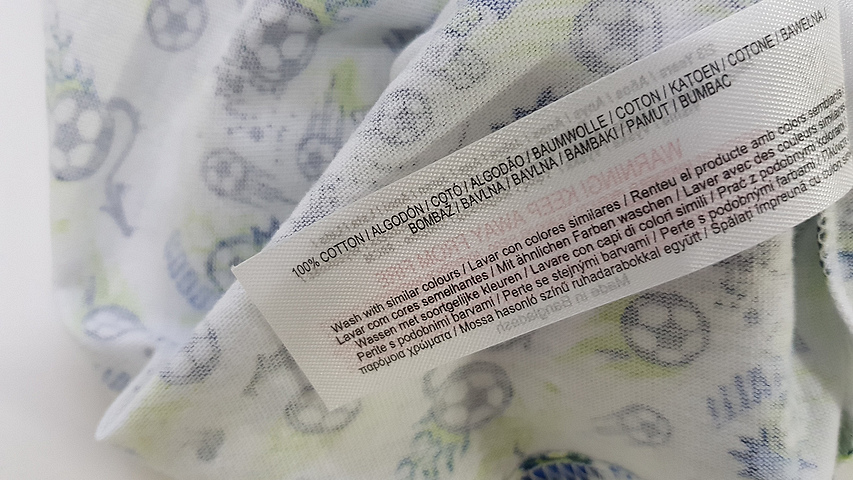 100% COTTON / ALGODÓN / COTÓ / ALGODÃO / BAUMWOLLE / COTON / KATOEN / COTONE / BAWEŁNA /
BOMBAŽ / BAVLNA / BAVLNA / BAMBAKI / PAMUT / BUMBAC
Wash with similar colours / Lavar con colores similares / Renteu el producte amb colors semblants
Lavar com cores semelhantes / Mit ähnlichen Farben waschen / Laver avec des couleurs similaires
Wassen met soortgelijke kleuren / Lavare con capi di colori simili / Prać z podobnymi kolorami
Perite s podobnimi barvami / Perte se stejnými barvami / Perte s podobnými farbami /
παρόμοια χρώματα / Mossa hasonló színű ruhadarabokkal együtt / Spălați împreună cu culori
WARNING! KEEP AWAY FROM FIRE
Made in Bangladesh